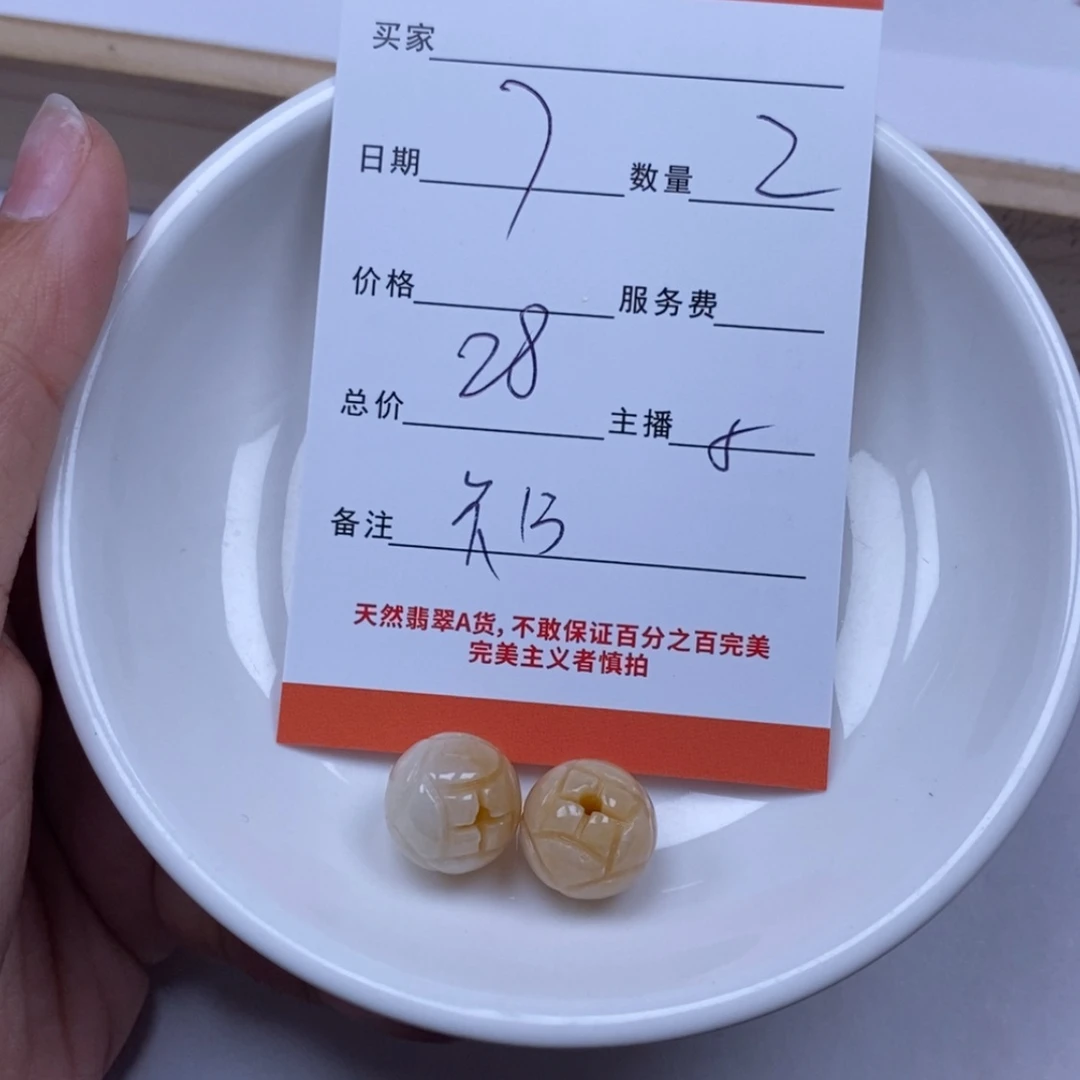 买家
日期 7 数量 2
价格 服务费
28
总价 主播
备注
天然翡翠A货,不敢保证百分之百完美
完美主义者慎拍